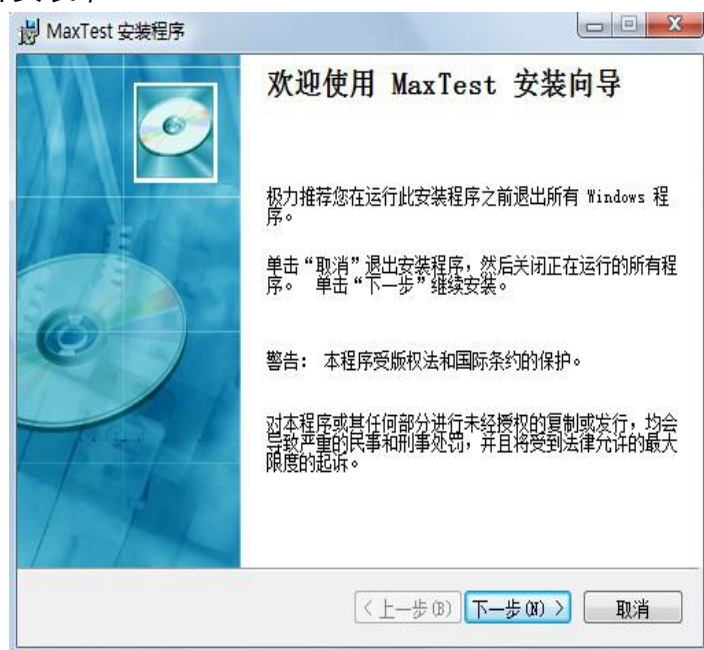 MaxTest 安装程序
欢迎使用 MaxTest 安装向导
极力推荐您在运行此安装程序之前退出所有 Windows 程
序。
单击“取消”退出安装程序，然后关闭正在运行的所有程
序。 单击“下一步”继续安装。
警告： 本程序受版权法和国际条约的保护。
对本程序或其任何部分进行未经授权的复制或发行，均会
导致严重的民事和刑事处罚，并且将受到法律允许的最大
限度的起诉。
<上一步(B) 下一步(N) > 取消